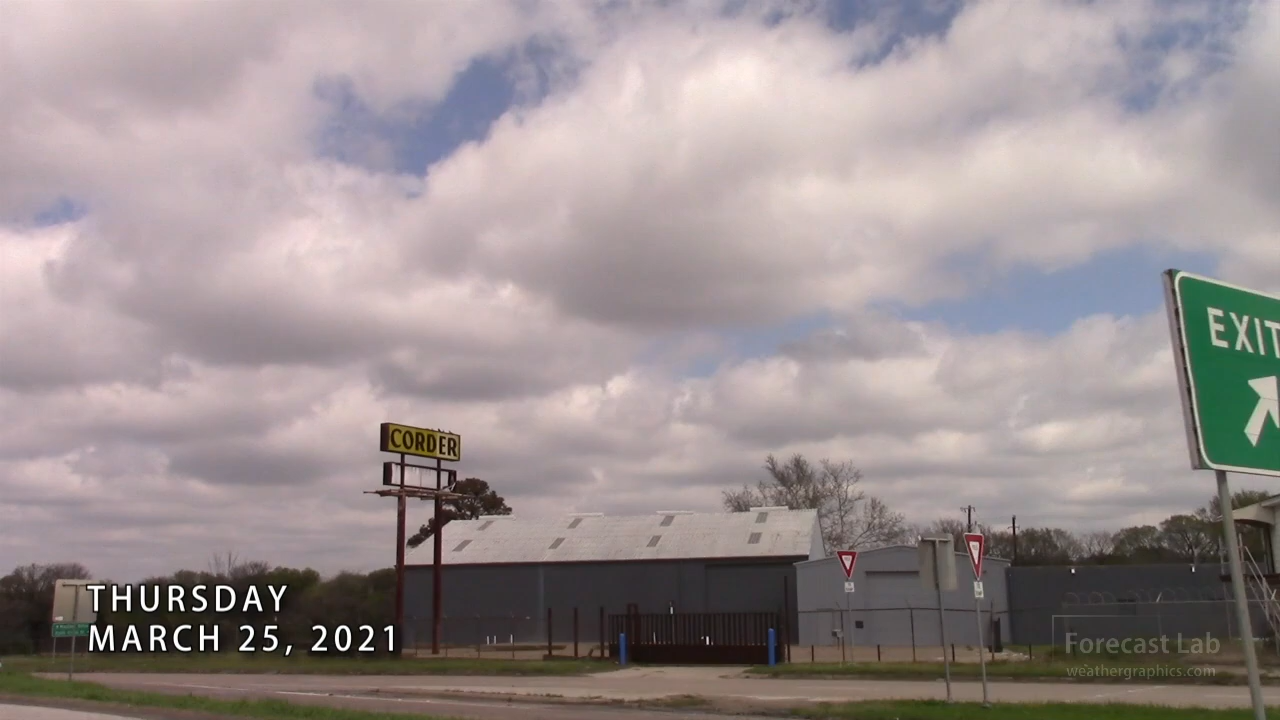 CORDER
EXIT
THURSDAY
MARCH 25, 2021
Forecast Lab
weathergraphics.com